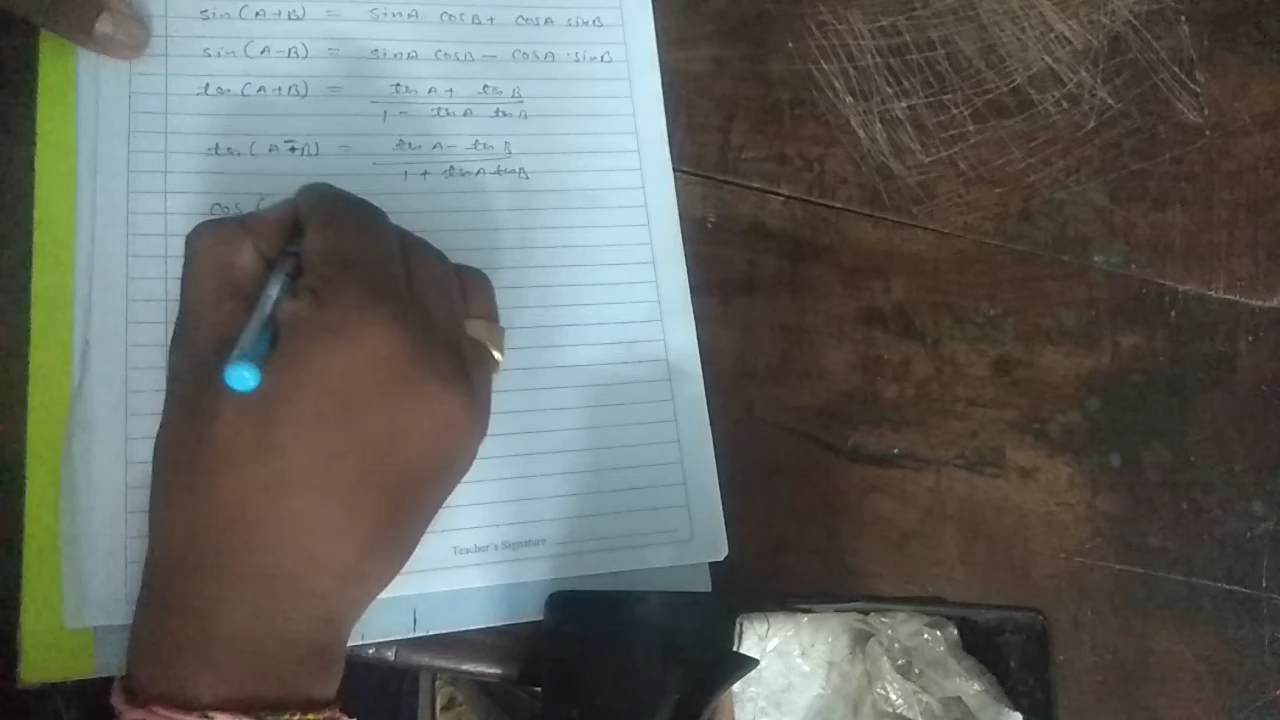 sin(A+B) = sinA. cosB + cosA sinB
sin(A-B) = sinA cosB - cosA .sinB
tan(A+B) = tanA + tanB
1 - tanA tanB
tan(A-B) = tanA - tanB
1 + tanA tanB
cos(
Teacher's Signature